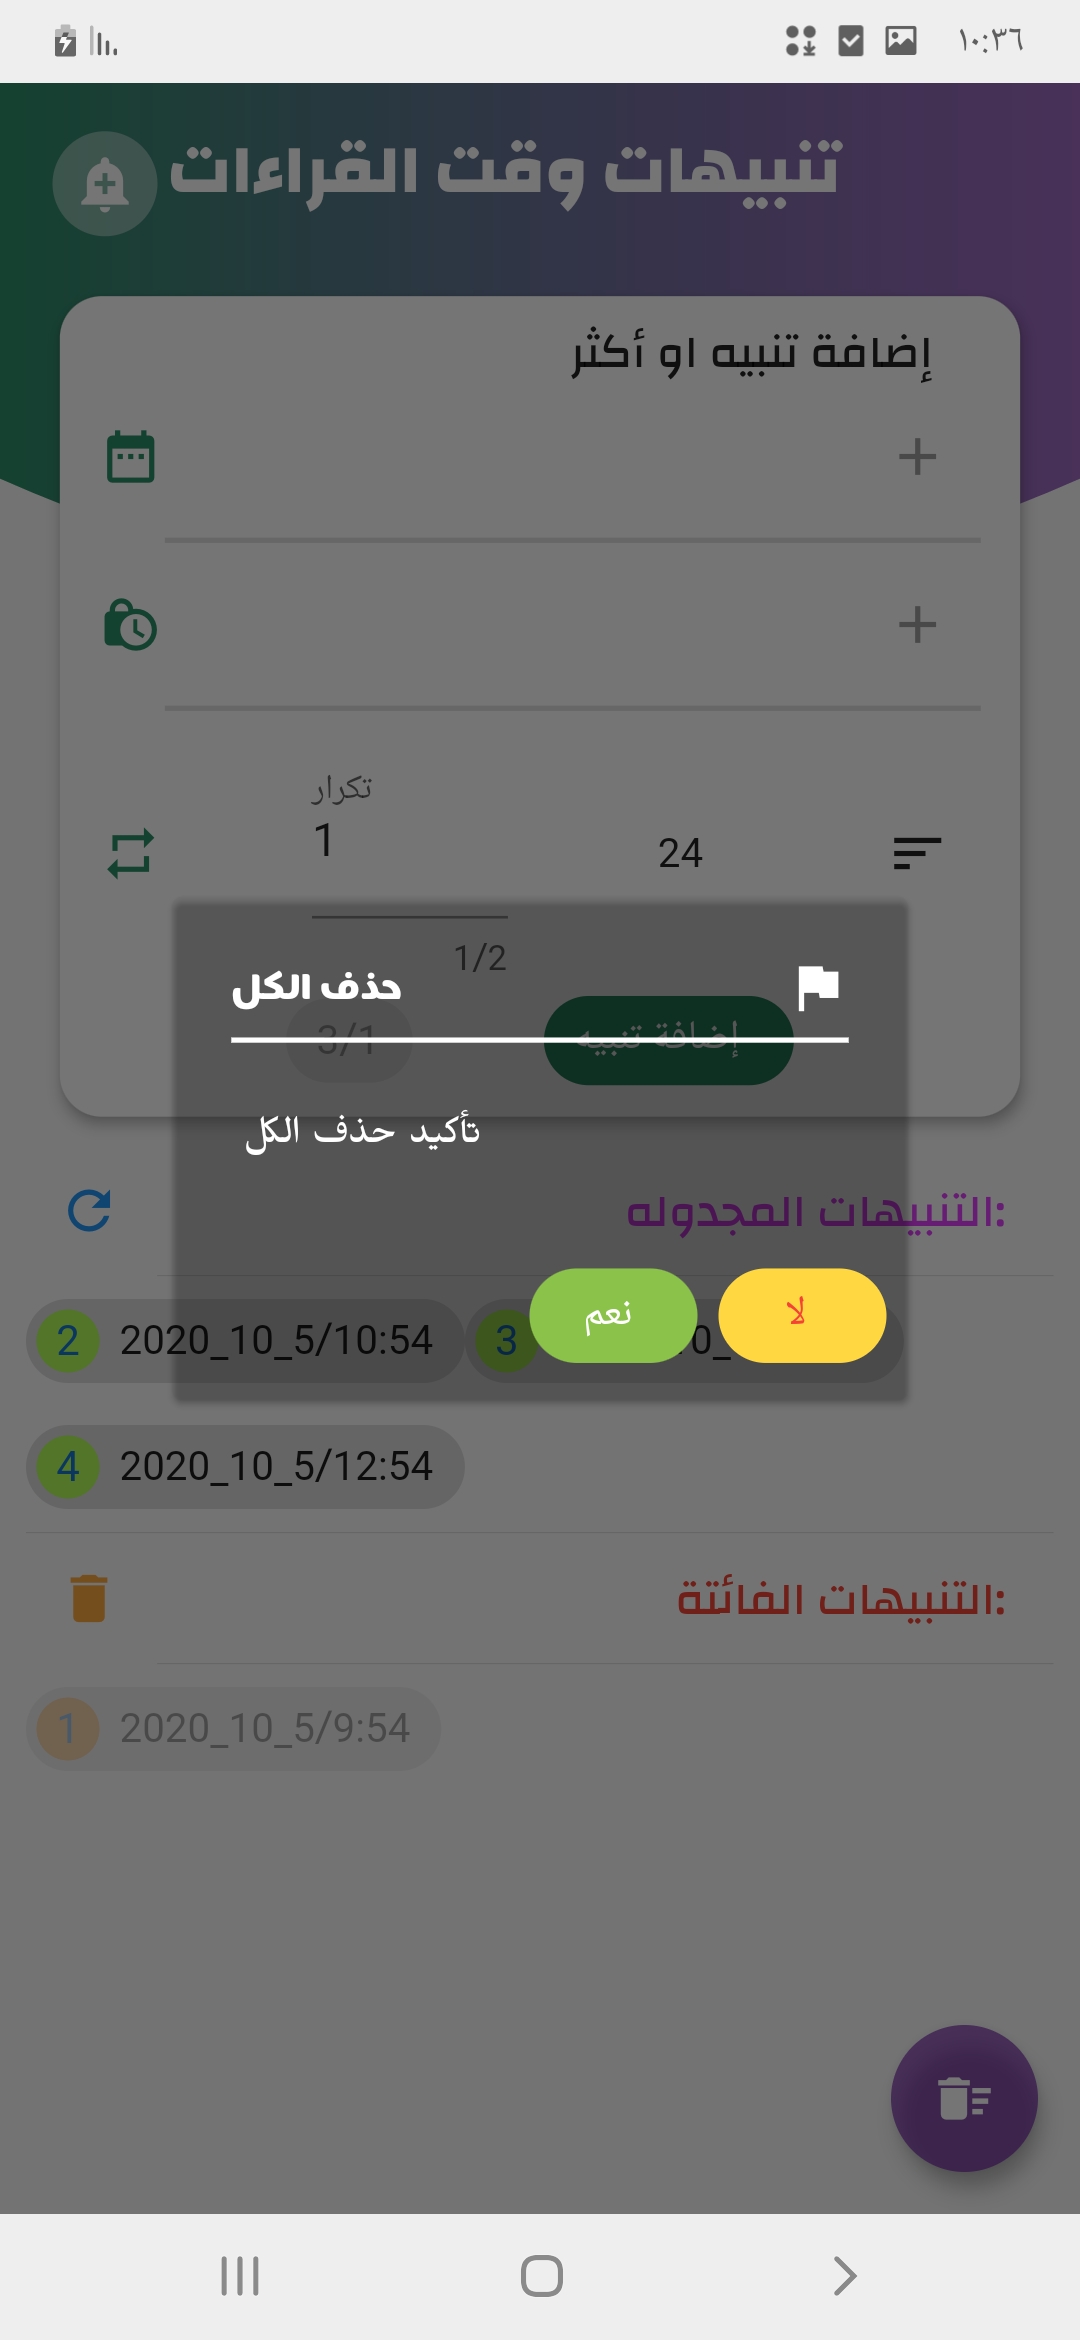 ١٠:٣٦
تنبيهات وقت القراءات
إضافة تنبيه او أكثر
تكرار
1
24
1/2
حذف الكل
3/1
إضافة تنبيه
تأكيد حذف الكل
التنبيهات المجدوله:
نعم
لا
2 2020_10_5/10:54
3
4 2020_10_5/12:54
التنبيهات الفائتة:
1 2020_10_5/9:54